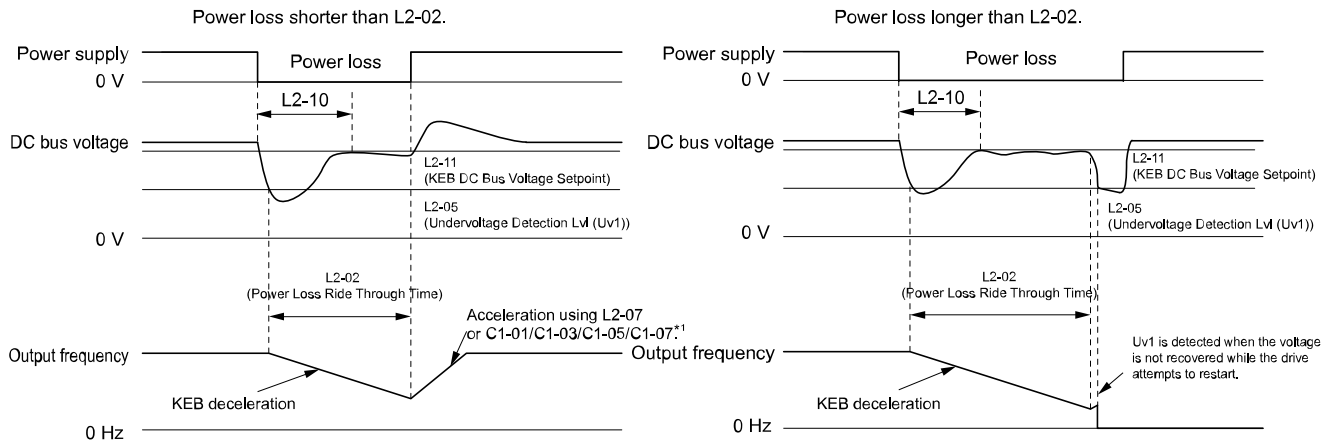 Power loss shorter than L2-02.
Power supply
Power loss
0 V
L2-10
DC bus voltage
L2-11
(KEB DC Bus Voltage Setpoint)
L2-05
(Undervoltage Detection Lvl (Uv1))
0 V
L2-02
(Power Loss Ride Through Time)
Acceleration using L2-07
or C1-01/C1-03/C1-05/C1-07*1
Output frequency
KEB deceleration
0 Hz
Power loss longer than L2-02.
Power supply
Power loss
0 V
L2-10
DC bus voltage
L2-11
(KEB DC Bus Voltage Setpoint)
L2-05
(Undervoltage Detection Lvl (Uv1))
0 V
L2-02
(Power Loss Ride Through Time)
Output frequency
Uv1 is detected when the voltage
is not recovered while the drive
attempts to restart.
KEB deceleration
0 Hz